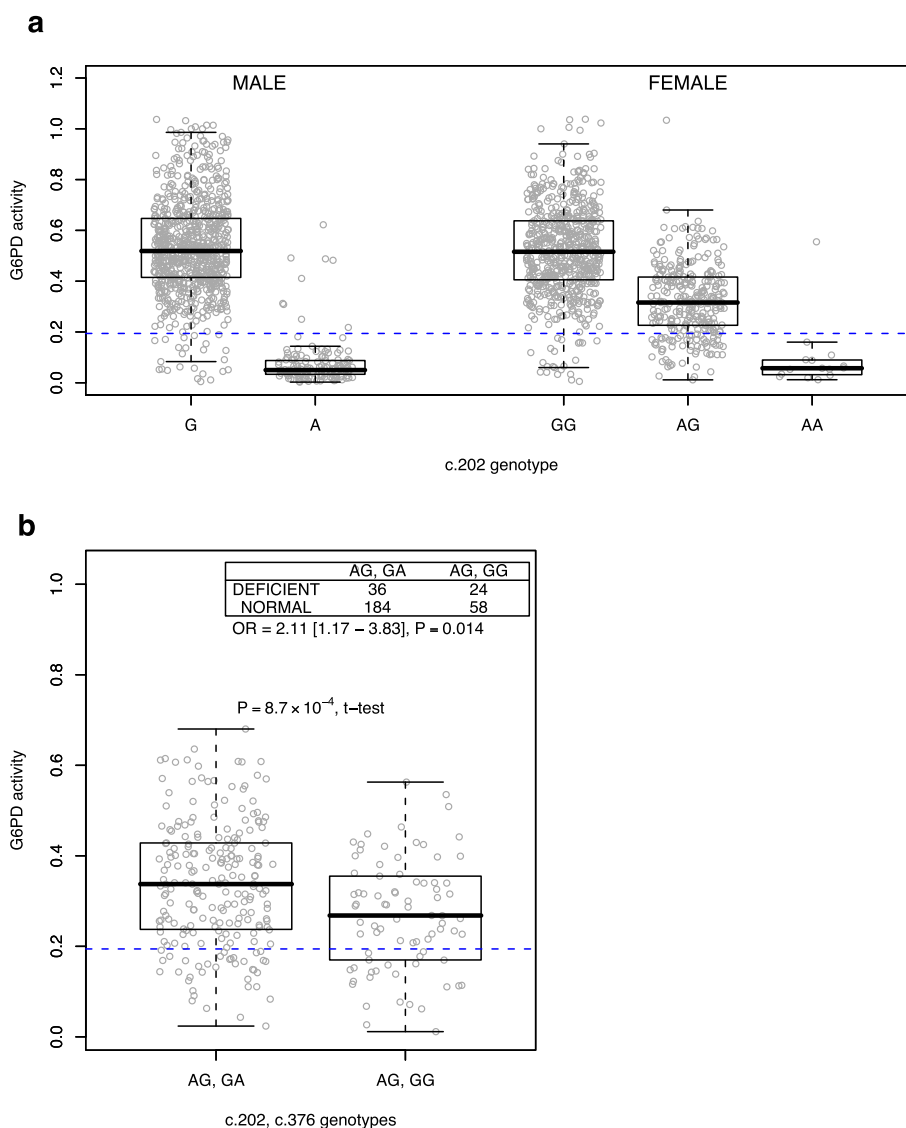 a
MALE FEMALE
1.2
1.0
0.8
0.6
0.4
0.2
0.0
G6PD activity
G A GG AG AA
c.202 genotype
b
AG, GA AG, GG
DEFICIENT 36 24
NORMAL 184 58
OR = 2.11 [1.17 − 3.83], P = 0.014
P = 8.7 × 10⁻⁴, t−test
1.0
0.8
0.6
0.4
0.2
0.0
G6PD activity
AG, GA AG, GG
c.202, c.376 genotypes